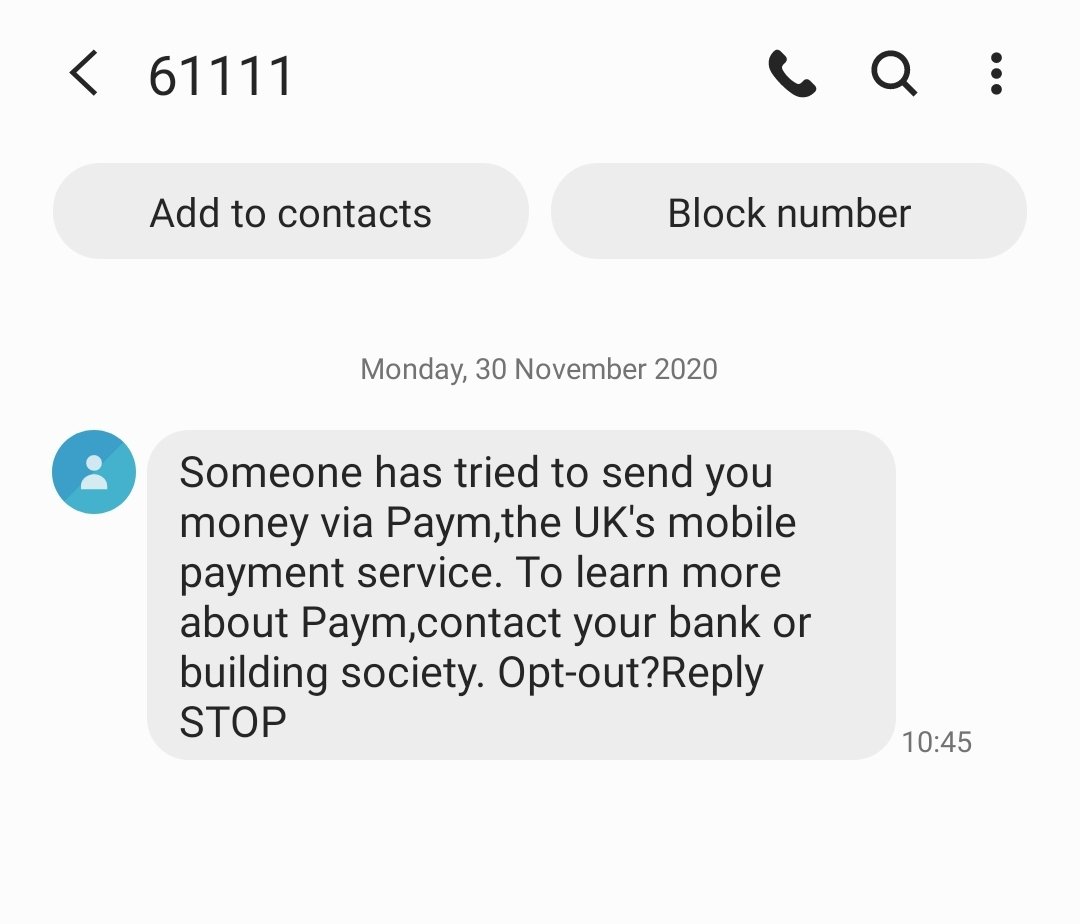 61111
Add to contacts
Block number
Monday, 30 November 2020
Someone has tried to send you
money via Paym,the UK's mobile
payment service. To learn more
about Paym,contact your bank or
building society. Opt-out?Reply
STOP
10:45